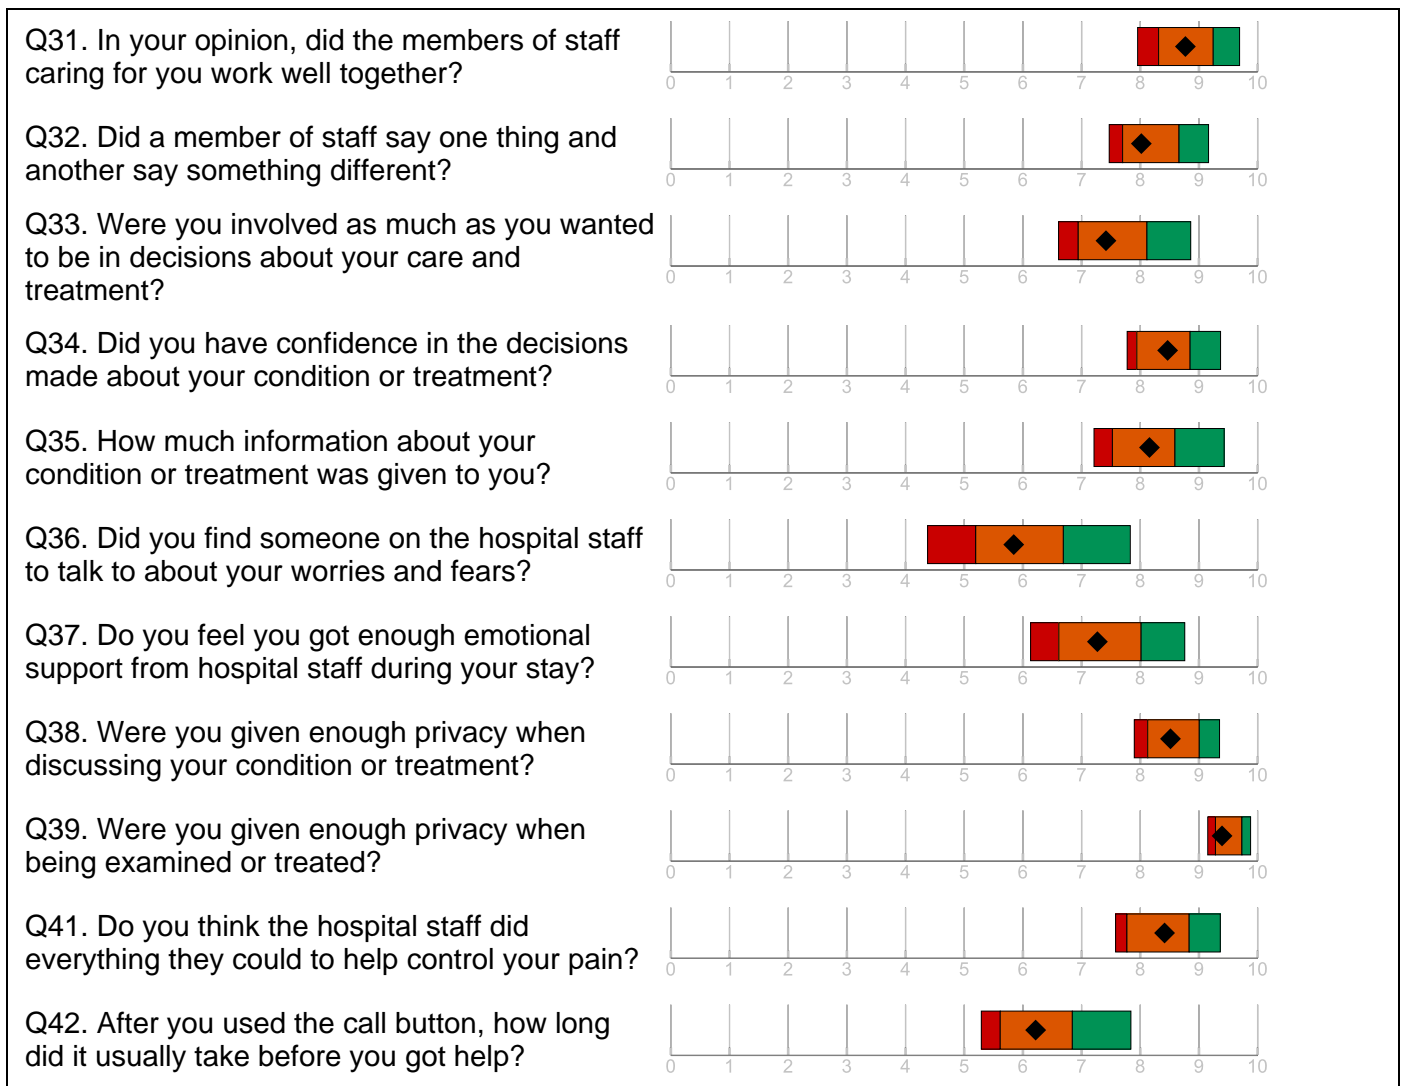 Q31. In your opinion, did the members of staff
caring for you work well together?
0 1 2 3 4 5 6 7 8 9 10
Q32. Did a member of staff say one thing and
another say something different?
0 1 2 3 4 5 6 7 8 9 10
Q33. Were you involved as much as you wanted
to be in decisions about your care and
treatment?
0 1 2 3 4 5 6 7 8 9 10
Q34. Did you have confidence in the decisions
made about your condition or treatment?
0 1 2 3 4 5 6 7 8 9 10
Q35. How much information about your
condition or treatment was given to you?
0 1 2 3 4 5 6 7 8 9 10
Q36. Did you find someone on the hospital staff
to talk to about your worries and fears?
0 1 2 3 4 5 6 7 8 9 10
Q37. Do you feel you got enough emotional
support from hospital staff during your stay?
0 1 2 3 4 5 6 7 8 9 10
Q38. Were you given enough privacy when
discussing your condition or treatment?
0 1 2 3 4 5 6 7 8 9 10
Q39. Were you given enough privacy when
being examined or treated?
0 1 2 3 4 5 6 7 8 9 10
Q41. Do you think the hospital staff did
everything they could to help control your pain?
0 1 2 3 4 5 6 7 8 9 10
Q42. After you used the call button, how long
did it usually take before you got help?
0 1 2 3 4 5 6 7 8 9 10